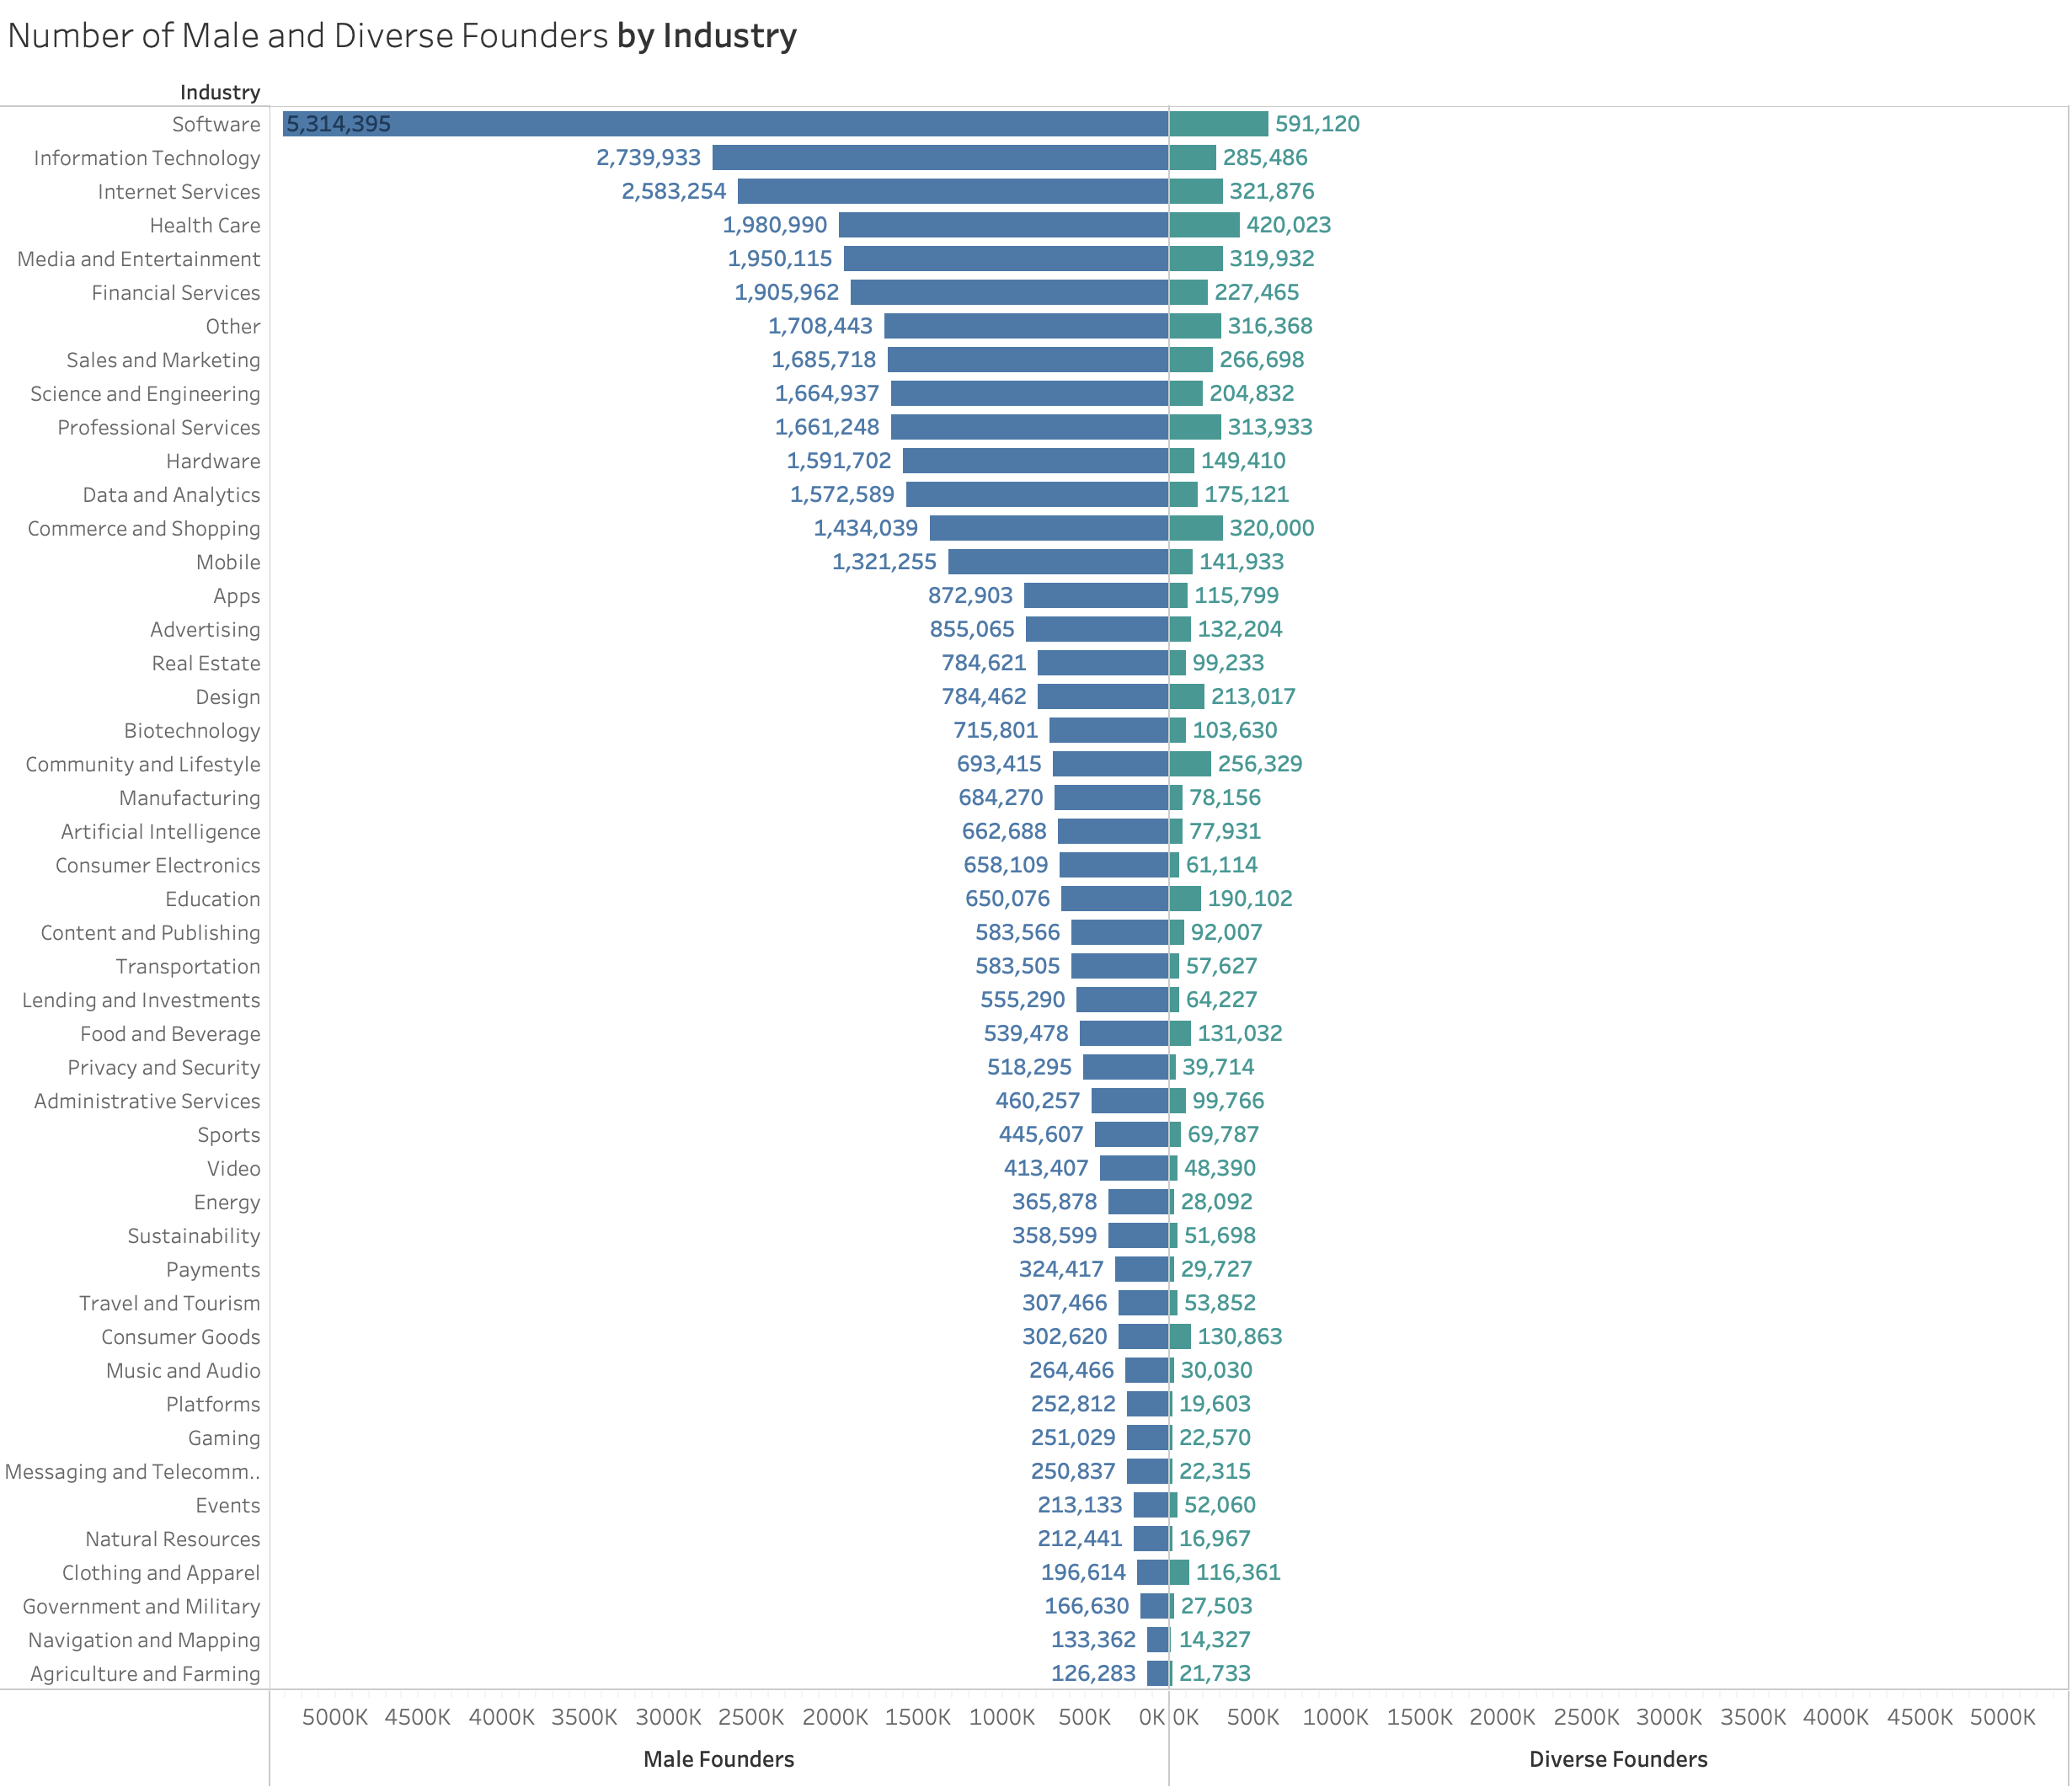 Number of Male and Diverse Founders by Industry
Industry
Software 5,314,395 591,120
Information Technology 2,739,933 285,486
Internet Services 2,583,254 321,876
Health Care 1,980,990 420,023
Media and Entertainment 1,950,115 319,932
Financial Services 1,905,962 227,465
Other 1,708,443 316,368
Sales and Marketing 1,685,718 266,698
Science and Engineering 1,664,937 204,832
Professional Services 1,661,248 313,933
Hardware 1,591,702 149,410
Data and Analytics 1,572,589 175,121
Commerce and Shopping 1,434,039 320,000
Mobile 1,321,255 141,933
Apps 872,903 115,799
Advertising 855,065 132,204
Real Estate 784,621 99,233
Design 784,462 213,017
Biotechnology 715,801 103,630
Community and Lifestyle 693,415 256,329
Manufacturing 684,270 78,156
Artificial Intelligence 662,688 77,931
Consumer Electronics 658,109 61,114
Education 650,076 190,102
Content and Publishing 583,566 92,007
Transportation 583,505 57,627
Lending and Investments 555,290 64,227
Food and Beverage 539,478 131,032
Privacy and Security 518,295 39,714
Administrative Services 460,257 99,766
Sports 445,607 69,787
Video 413,407 48,390
Energy 365,878 28,092
Sustainability 358,599 51,698
Payments 324,417 29,727
Travel and Tourism 307,466 53,852
Consumer Goods 302,620 130,863
Music and Audio 264,466 30,030
Platforms 252,812 19,603
Gaming 251,029 22,570
Messaging and Telecomm.. 250,837 22,315
Events 213,133 52,060
Natural Resources 212,441 16,967
Clothing and Apparel 196,614 116,361
Government and Military 166,630 27,503
Navigation and Mapping 133,362 14,327
Agriculture and Farming 126,283 21,733
5000K 4500K 4000K 3500K 3000K 2500K 2000K 1500K 1000K 500K 0K 0K 500K 1000K 1500K 2000K 2500K 3000K 3500K 4000K 4500K 5000K
Male Founders Diverse Founders